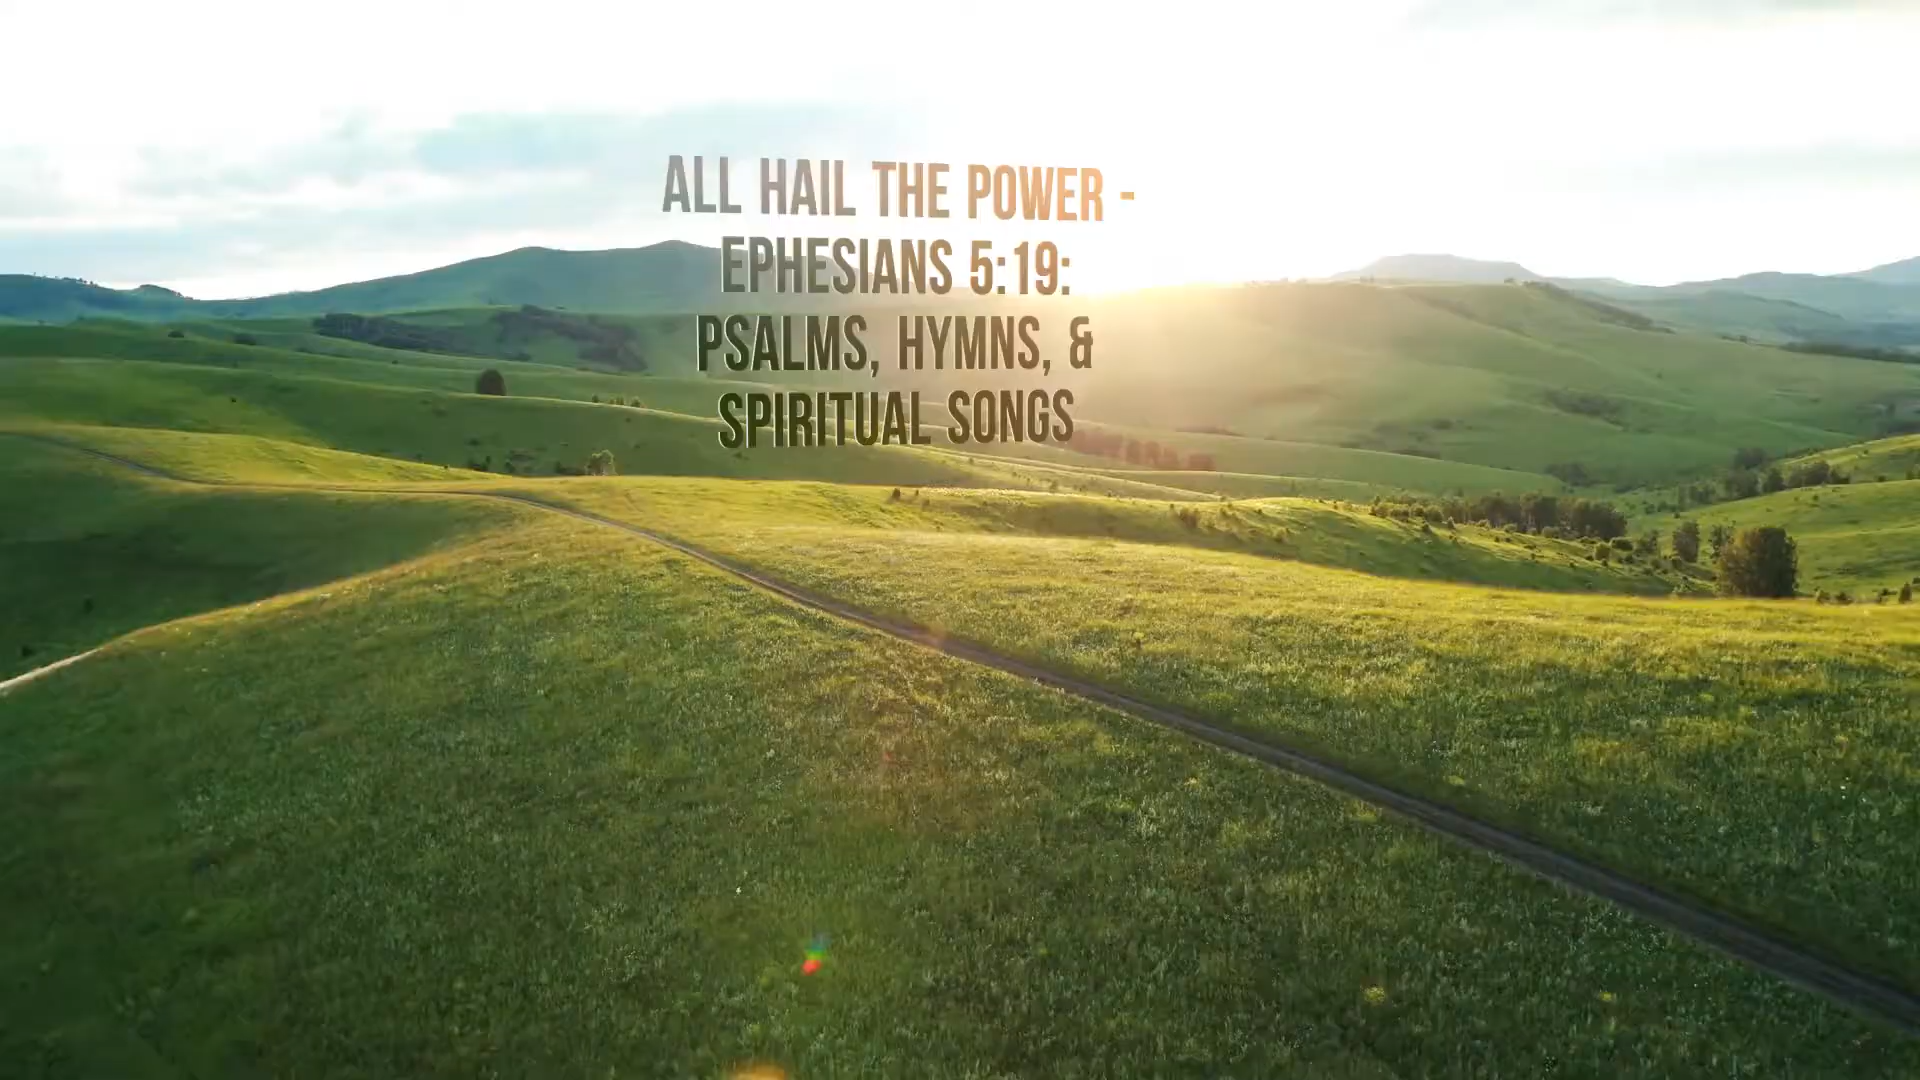 ALL HAIL THE POWER -
EPHESIANS 5:19:
PSALMS, HYMNS, &
SPIRITUAL SONGS